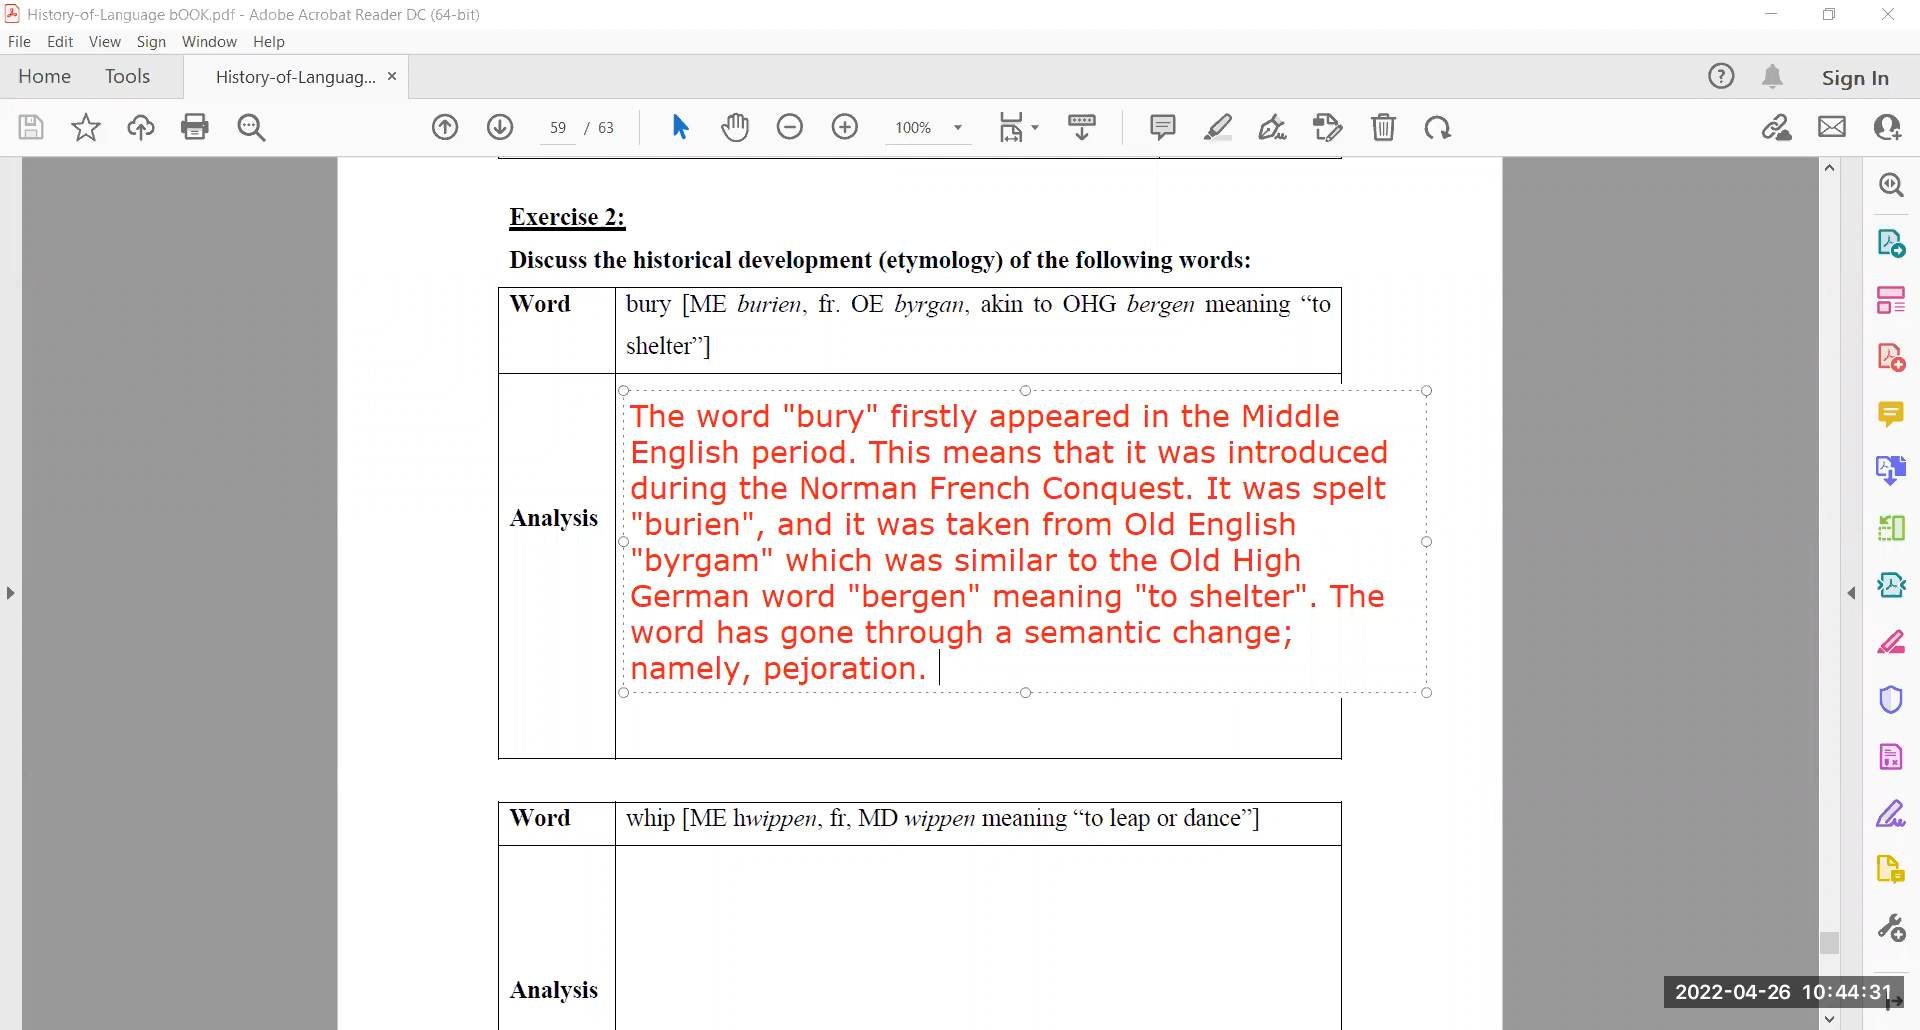 History-of-Language bOOK.pdf - Adobe Acrobat Reader DC (64-bit)
File Edit View Sign Window Help
Home Tools History-of-Languag... × Sign In
59 / 63 100%
Exercise 2:
Discuss the historical development (etymology) of the following words:
Word bury [ME burien, fr. OE byrgan, akin to OHG bergen meaning “to
shelter”]
The word "bury" firstly appeared in the Middle
English period. This means that it was introduced
during the Norman French Conquest. It was spelt
Analysis "burien", and it was taken from Old English
"byrgam" which was similar to the Old High
German word "bergen" meaning "to shelter". The
word has gone through a semantic change;
namely, pejoration.
Word whip [ME hwippen, fr, MD wippen meaning “to leap or dance”]
Analysis
2022-04-26 10:44:31